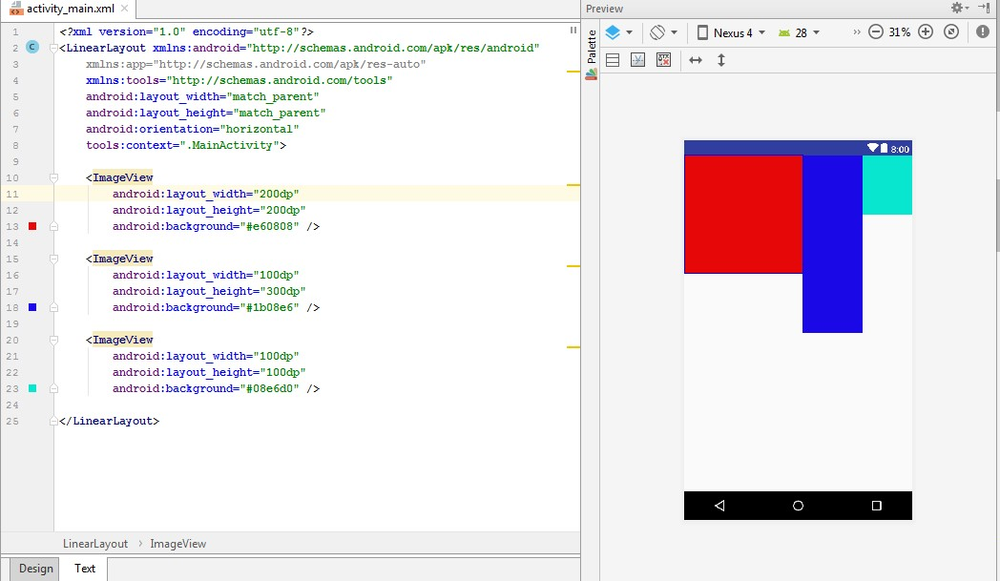 activity_main.xml
1 <?xml version="1.0" encoding="utf-8"?>
2 C <LinearLayout xmlns:android="http://schemas.android.com/apk/res/android"
3 xmlns:app="http://schemas.android.com/apk/res-auto"
4 xmlns:tools="http://schemas.android.com/tools"
5 android:layout_width="match_parent"
6 android:layout_height="match_parent"
7 android:orientation="horizontal"
8 tools:context=".MainActivity">
9
10 <ImageView
11 android:layout_width="200dp"
12 android:layout_height="200dp"
13 android:background="#e60808" />
14
15 <ImageView
16 android:layout_width="100dp"
17 android:layout_height="300dp"
18 android:background="#1b08e6" />
19
20 <ImageView
21 android:layout_width="100dp"
22 android:layout_height="100dp"
23 android:background="#08e6d0" />
24
25 </LinearLayout>
LinearLayout › ImageView
Design Text
Preview
Palette
Nexus 4 28 » 31%
8:00